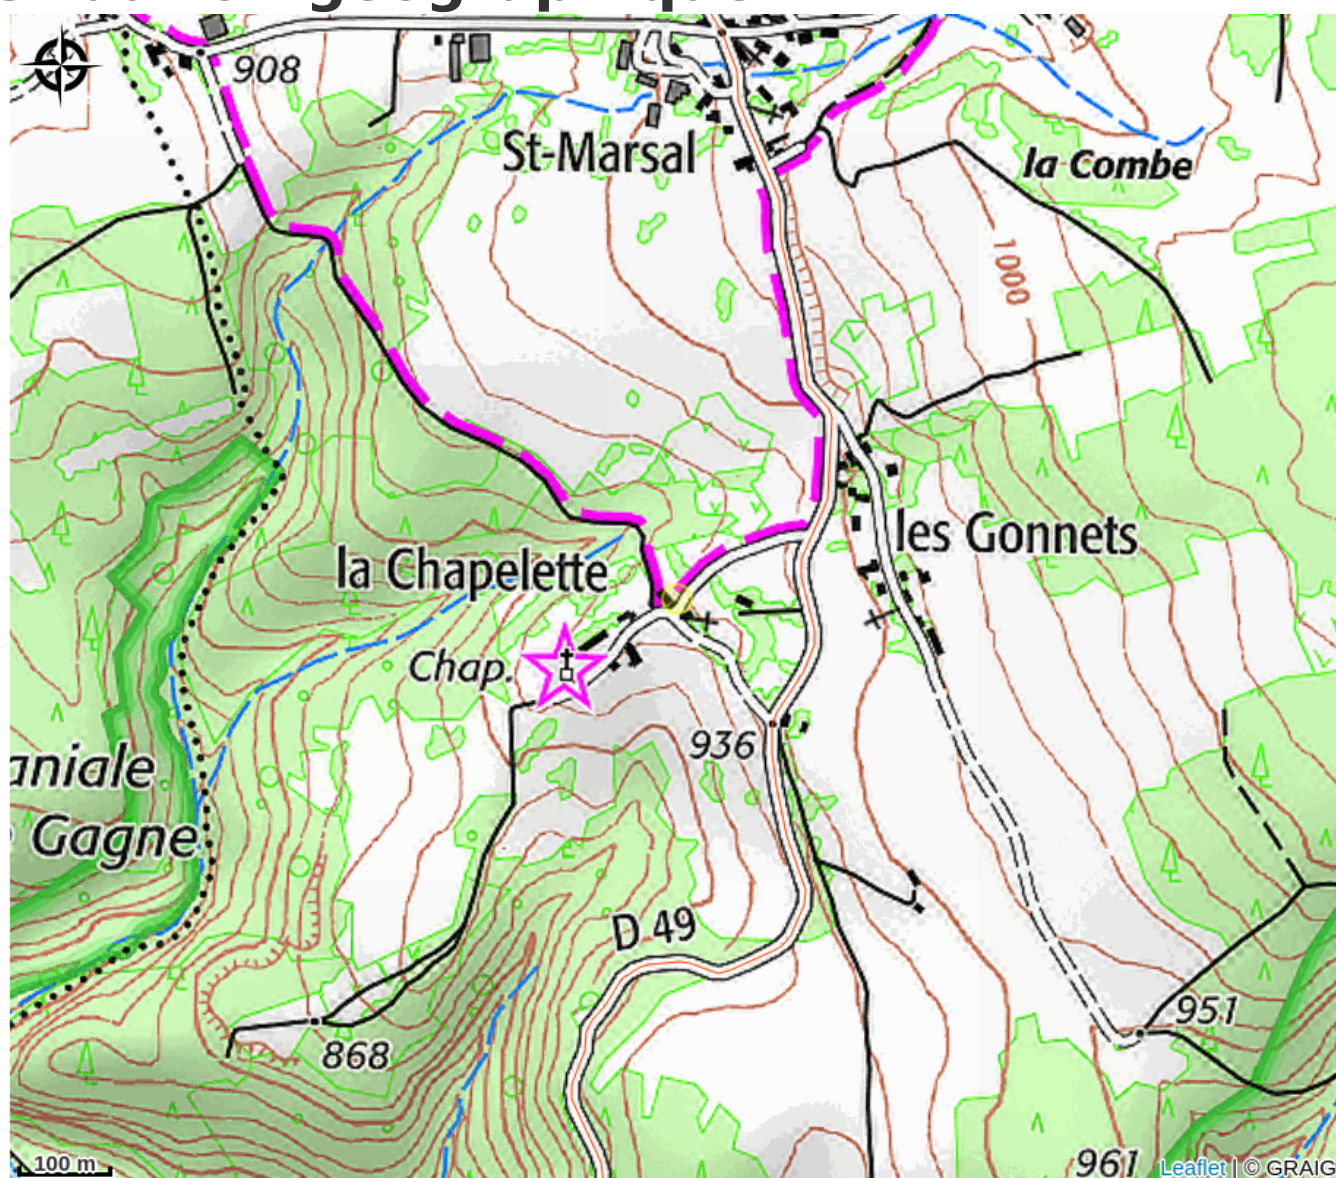 908
St-Marsal
la Combe
1000
les Gonnets
la Chapelette
Chap.
936
aniale
Gagne
D 49
951
868
961
100 m
Leaflet | © GRAIG